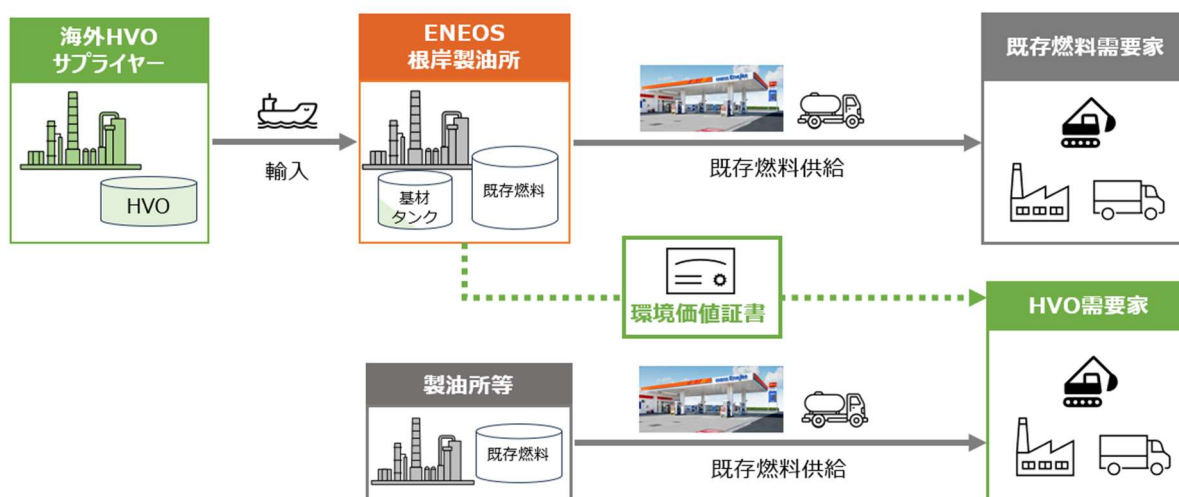 海外HVO
サプライヤー
HVO
輸入
ENEOS
根岸製油所
基材
タンク
既存燃料
既存燃料供給
既存燃料需要家
環境価値証書
HVO需要家
製油所等
既存燃料
既存燃料供給